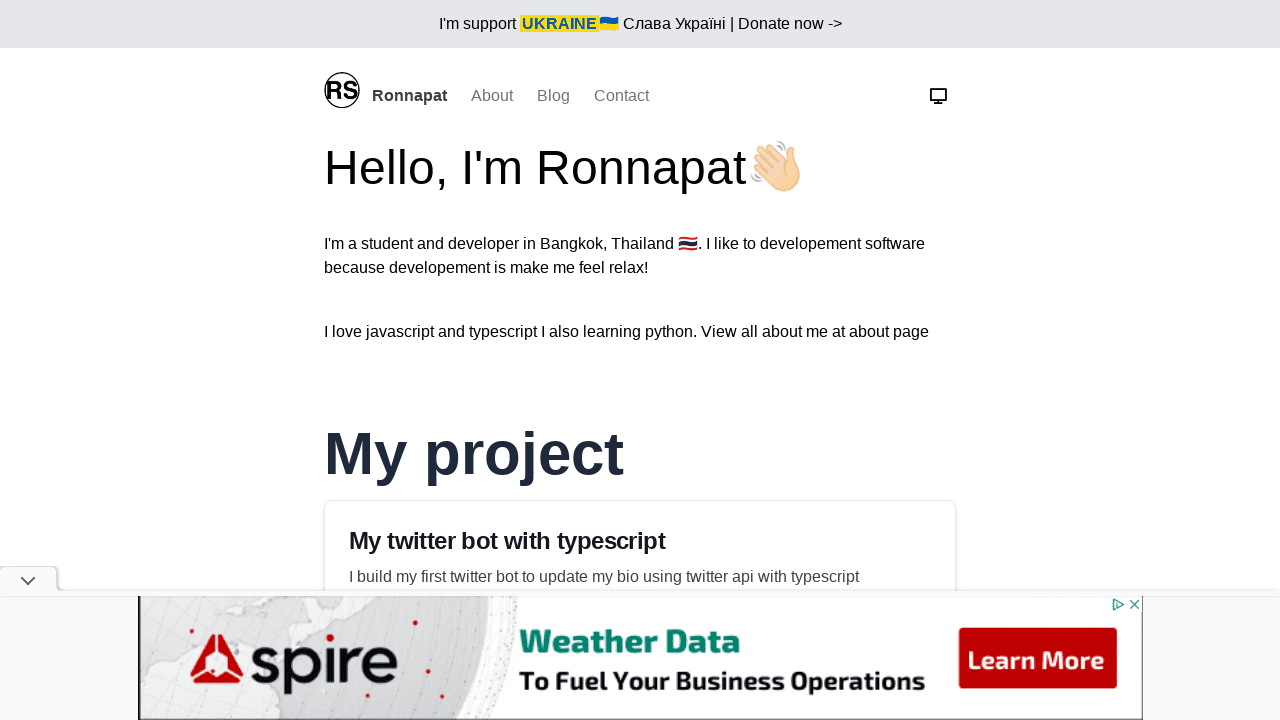 I'm support UKRAINE🇺🇦 Слава Україні | Donate now ->
RS Ronnapat About Blog Contact
Hello, I'm Ronnapat👋🏼
I'm a student and developer in Bangkok, Thailand 🇹🇭. I like to developement software
because developement is make me feel relax!
I love javascript and typescript I also learning python. View all about me at about page
My project
My twitter bot with typescript
I build my first twitter bot to update my bio using twitter api with typescript
spire
Weather Data
To Fuel Your Business Operations
Learn More